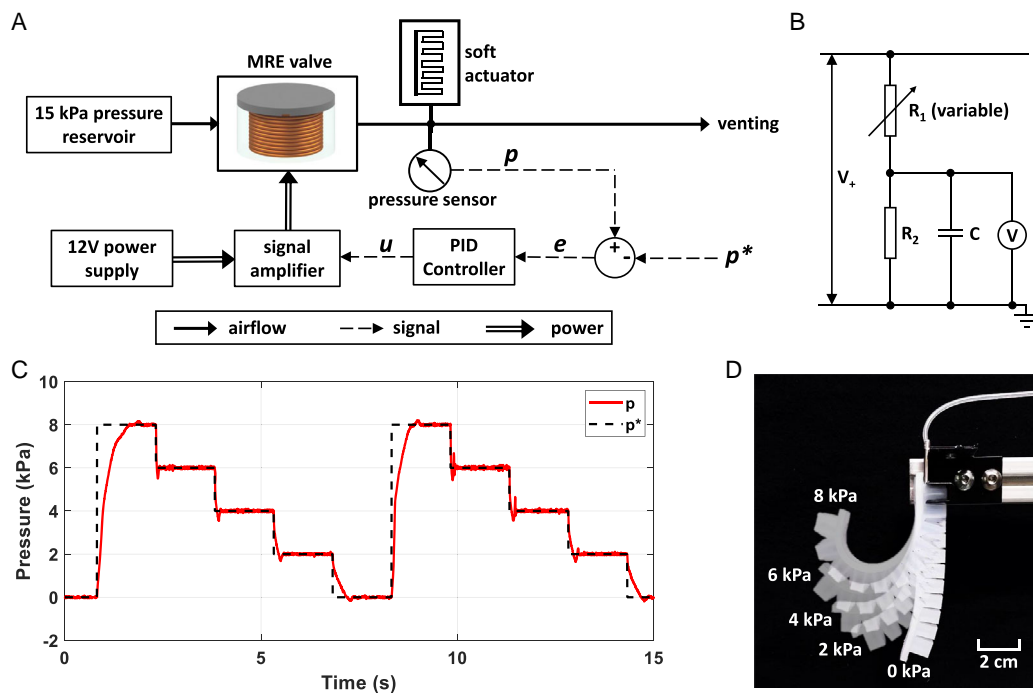 A
MRE valve
15 kPa pressure
reservoir
soft
actuator
venting
p
pressure sensor
12V power
supply
signal
amplifier
u
PID
Controller
e
+
-
p*
airflow
signal
power
B
R1 (variable)
V+
R2
C
V
C
10
8
6
4
2
0
-2
0
5
10
15
Pressure (kPa)
Time (s)
p
p*
D
8 kPa
6 kPa
4 kPa
2 kPa
0 kPa
2 cm